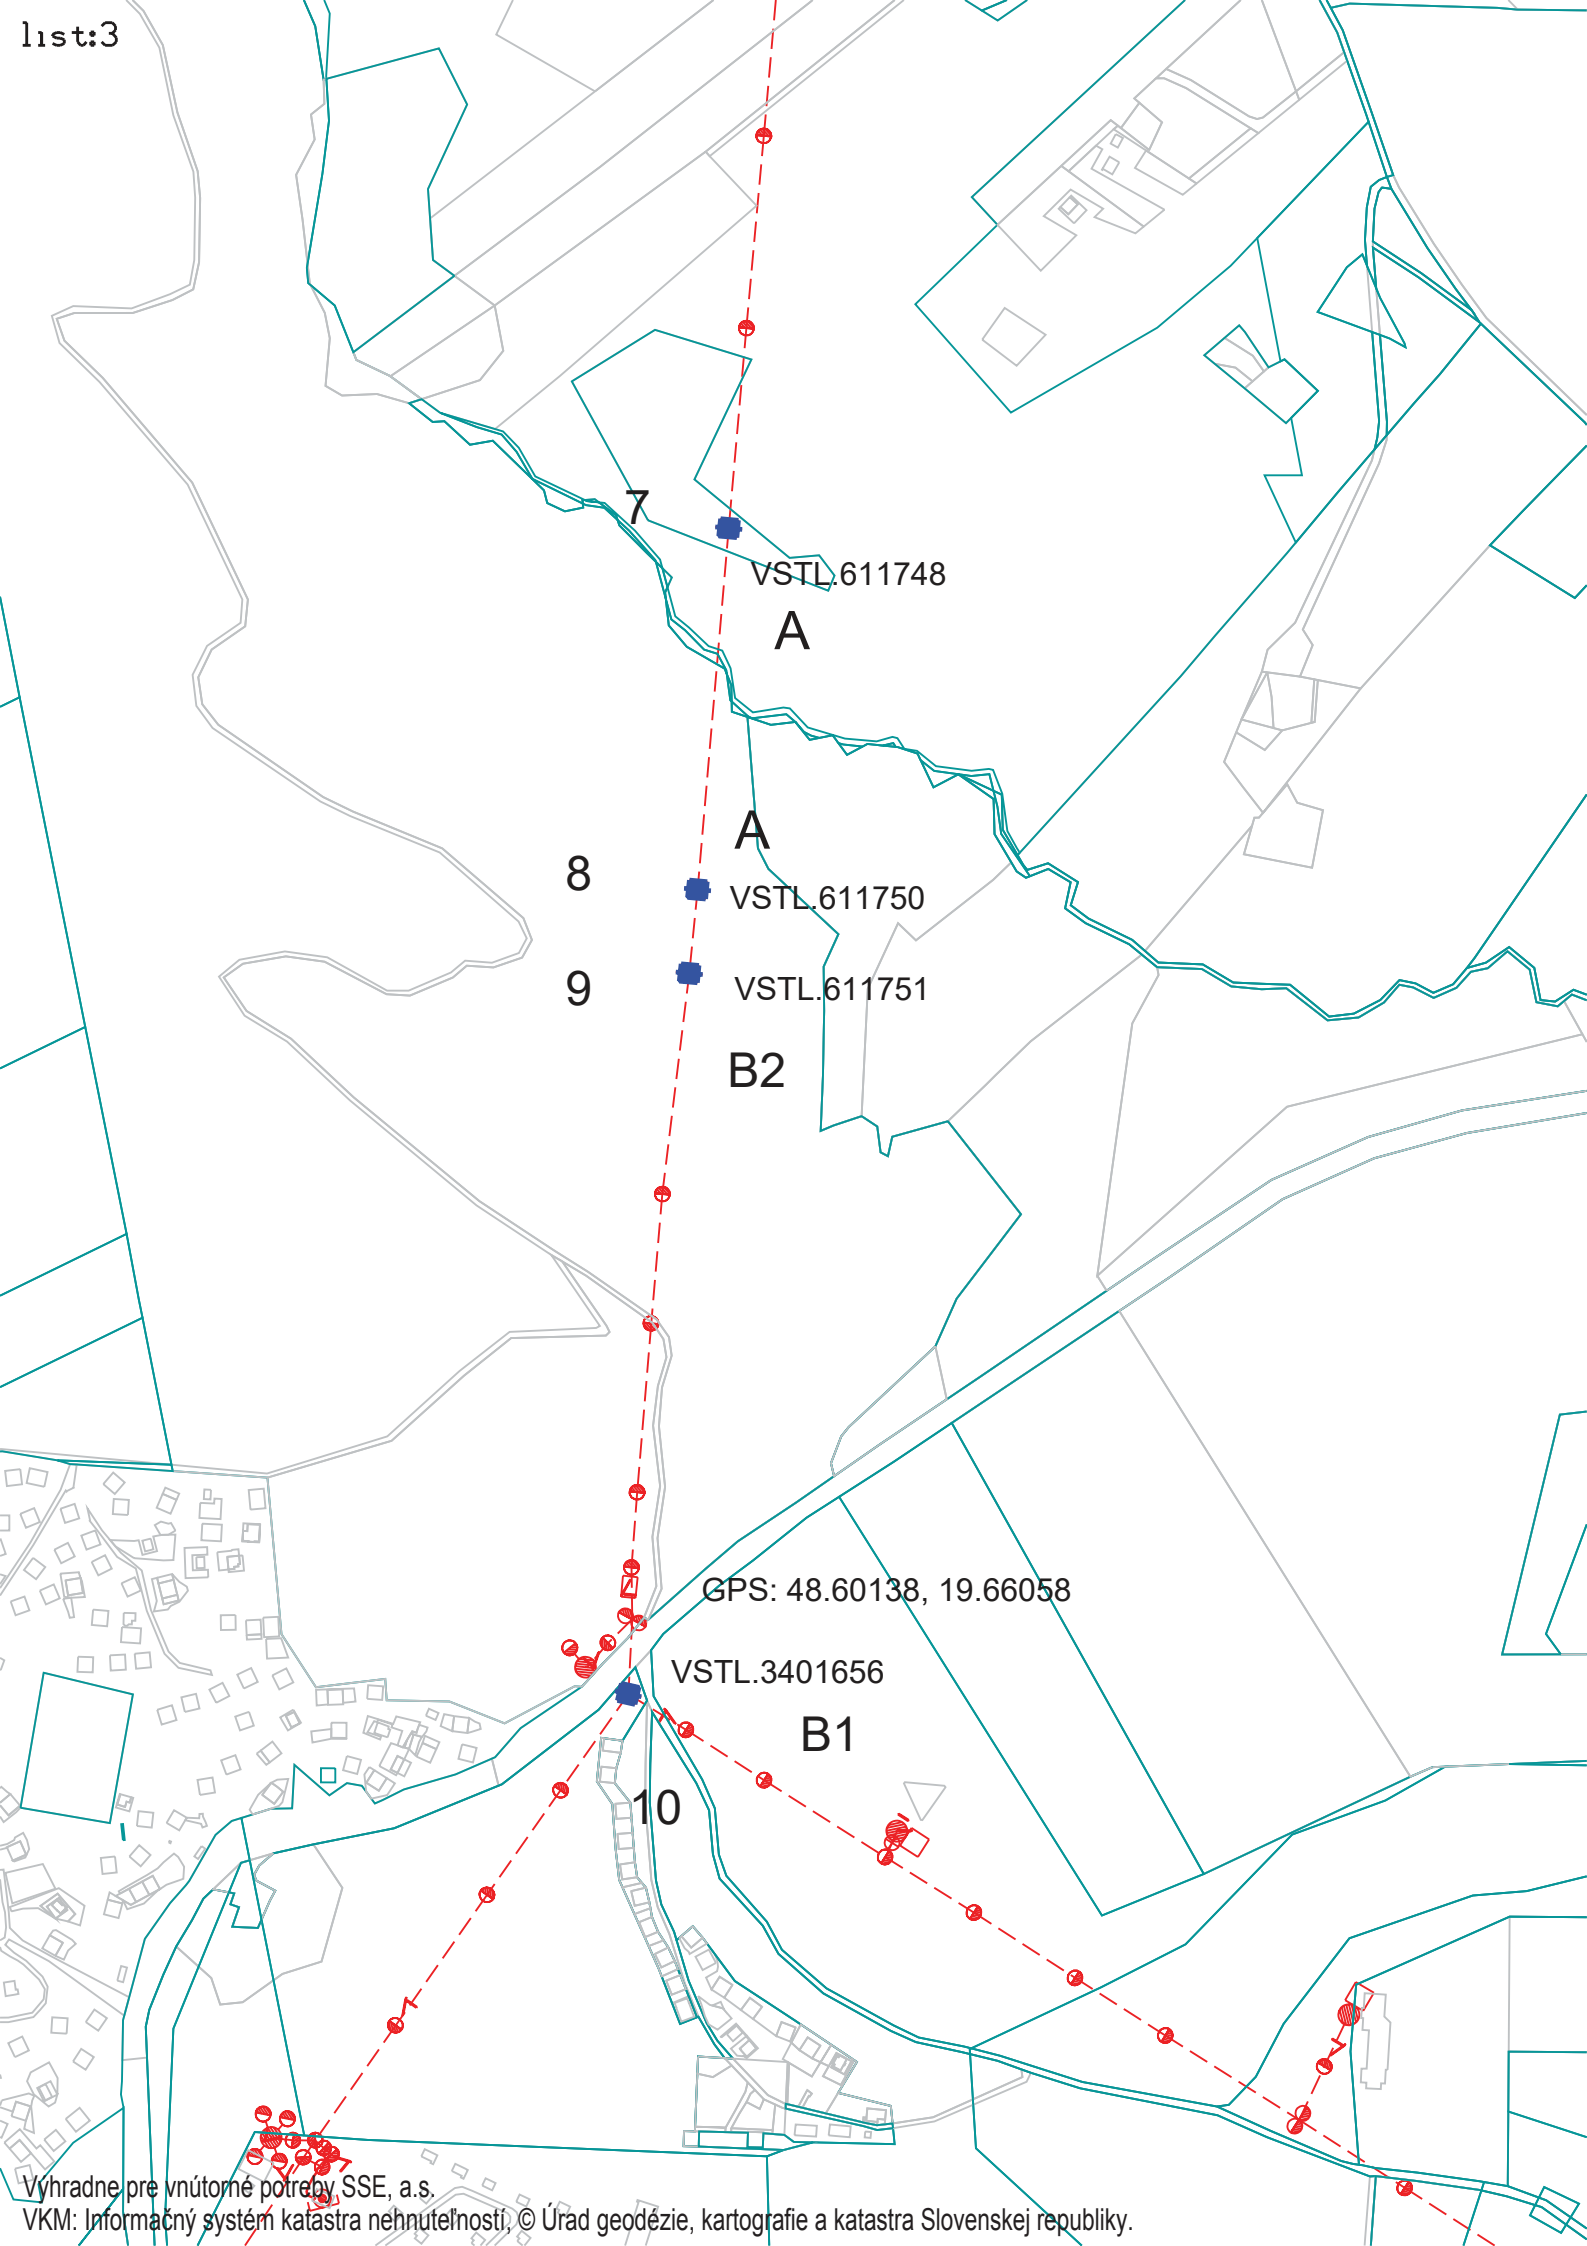 list:3
7
VSTL.611748
A
A
8
VSTL.611750
9
VSTL.611751
B2
GPS: 48.60138, 19.66058
VSTL.3401656
B1
10
Výhradne pre vnútorné potreby SSE, a.s.
VKM: Informačný systém katastra nehnuteľností, © Úrad geodézie, kartografie a katastra Slovenskej republiky.